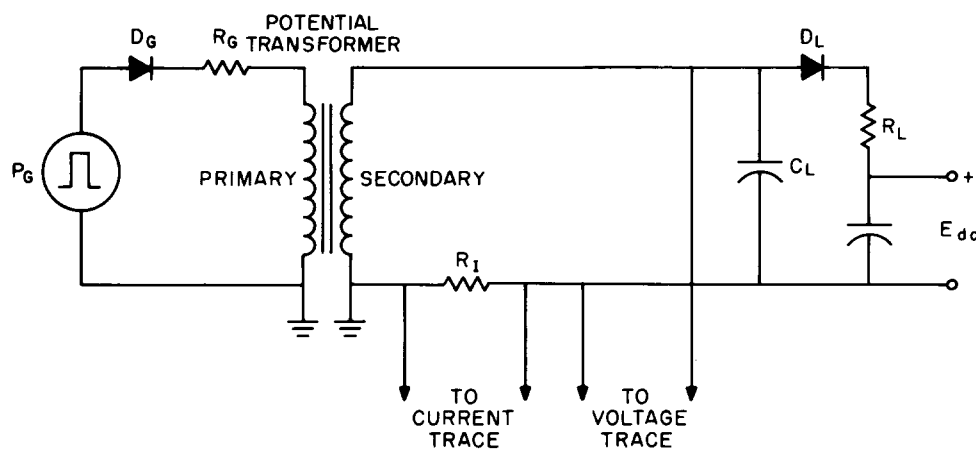 POTENTIAL
TRANSFORMER
D_G
R_G
D_L
R_L
P_G
PRIMARY
SECONDARY
C_L
+
E_dc
R_I
TO
CURRENT
TRACE
TO
VOLTAGE
TRACE